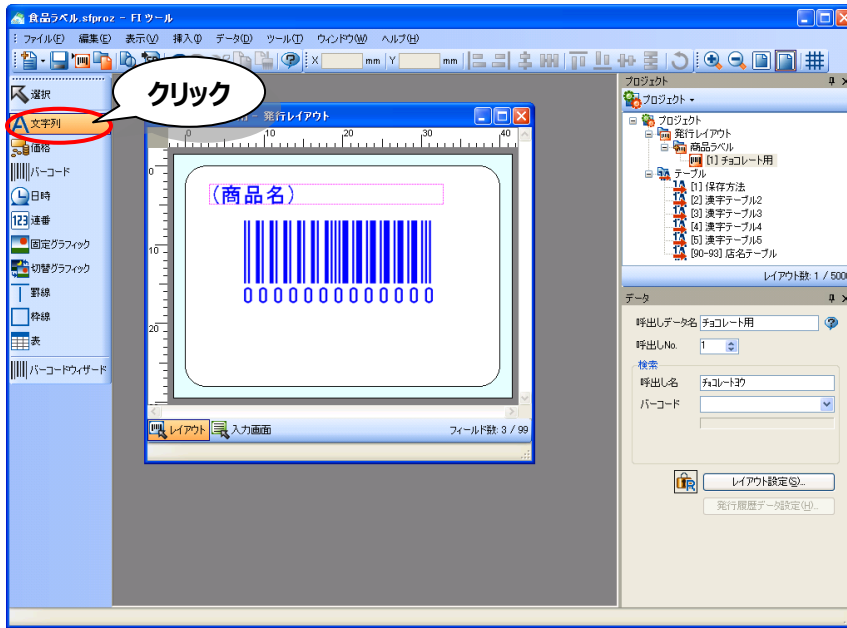 食品ラベル.sfproz - FI ツール
ファイル(F) 編集(E) 表示(V) 挿入(I) データ(D) ツール(T) ウィンドウ(W) ヘルプ(H)
X mm Y mm
選択
文字列
価格
バーコード
日時
123 連番
固定グラフィック
切替グラフィック
罫線
枠線
表
バーコードウィザード
クリック
- 発行レイアウト
0 10 20 30 40
0
10
20
(商品名)
0000000000000
レイアウト 入力画面 フィールド数: 3 / 99
プロジェクト
プロジェクト
プロジェクト
発行レイアウト
商品ラベル
[1] チョコレート用
テーブル
[1] 保存方法
[2] 漢字テーブル2
[3] 漢字テーブル3
[4] 漢字テーブル4
[5] 漢字テーブル5
[90-93] 店名テーブル
レイアウト数: 1 / 500
データ
呼出しデータ名 チョコレート用
呼出しNo. 1
検索
呼出し名 チョコレートヨウ
バーコード
レイアウト設定(S)...
発行履歴データ設定(H)...